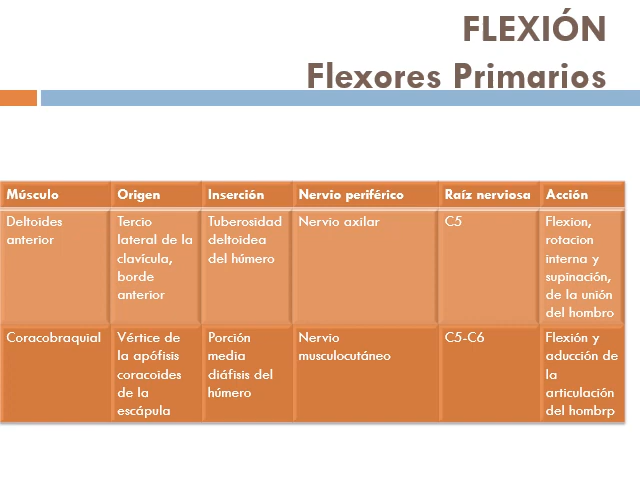 FLEXIÓN
Flexores Primarios
Músculo
Origen
Inserción
Nervio periférico
Raíz nerviosa
Acción
Deltoides
anterior
Tercio
lateral de la
clavícula,
borde
anterior
Tuberosidad
deltoidea
del húmero
Nervio axilar
C5
Flexion,
rotacion
interna y
supinación,
de la unión
del hombro
Coracobraquial
Vértice de
la apófisis
coracoides
de la
escápula
Porción
media
diáfisis del
húmero
Nervio
musculocutáneo
C5-C6
Flexión y
aducción de
la
articulación
del hombrp